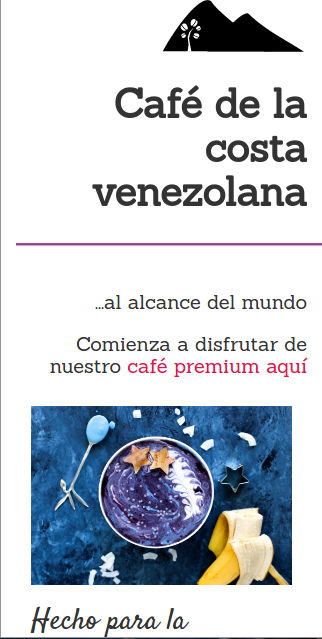 Café de la
costa
venezolana
...al alcance del mundo
Comienza a disfrutar de
nuestro café premium aquí
Hecho para la